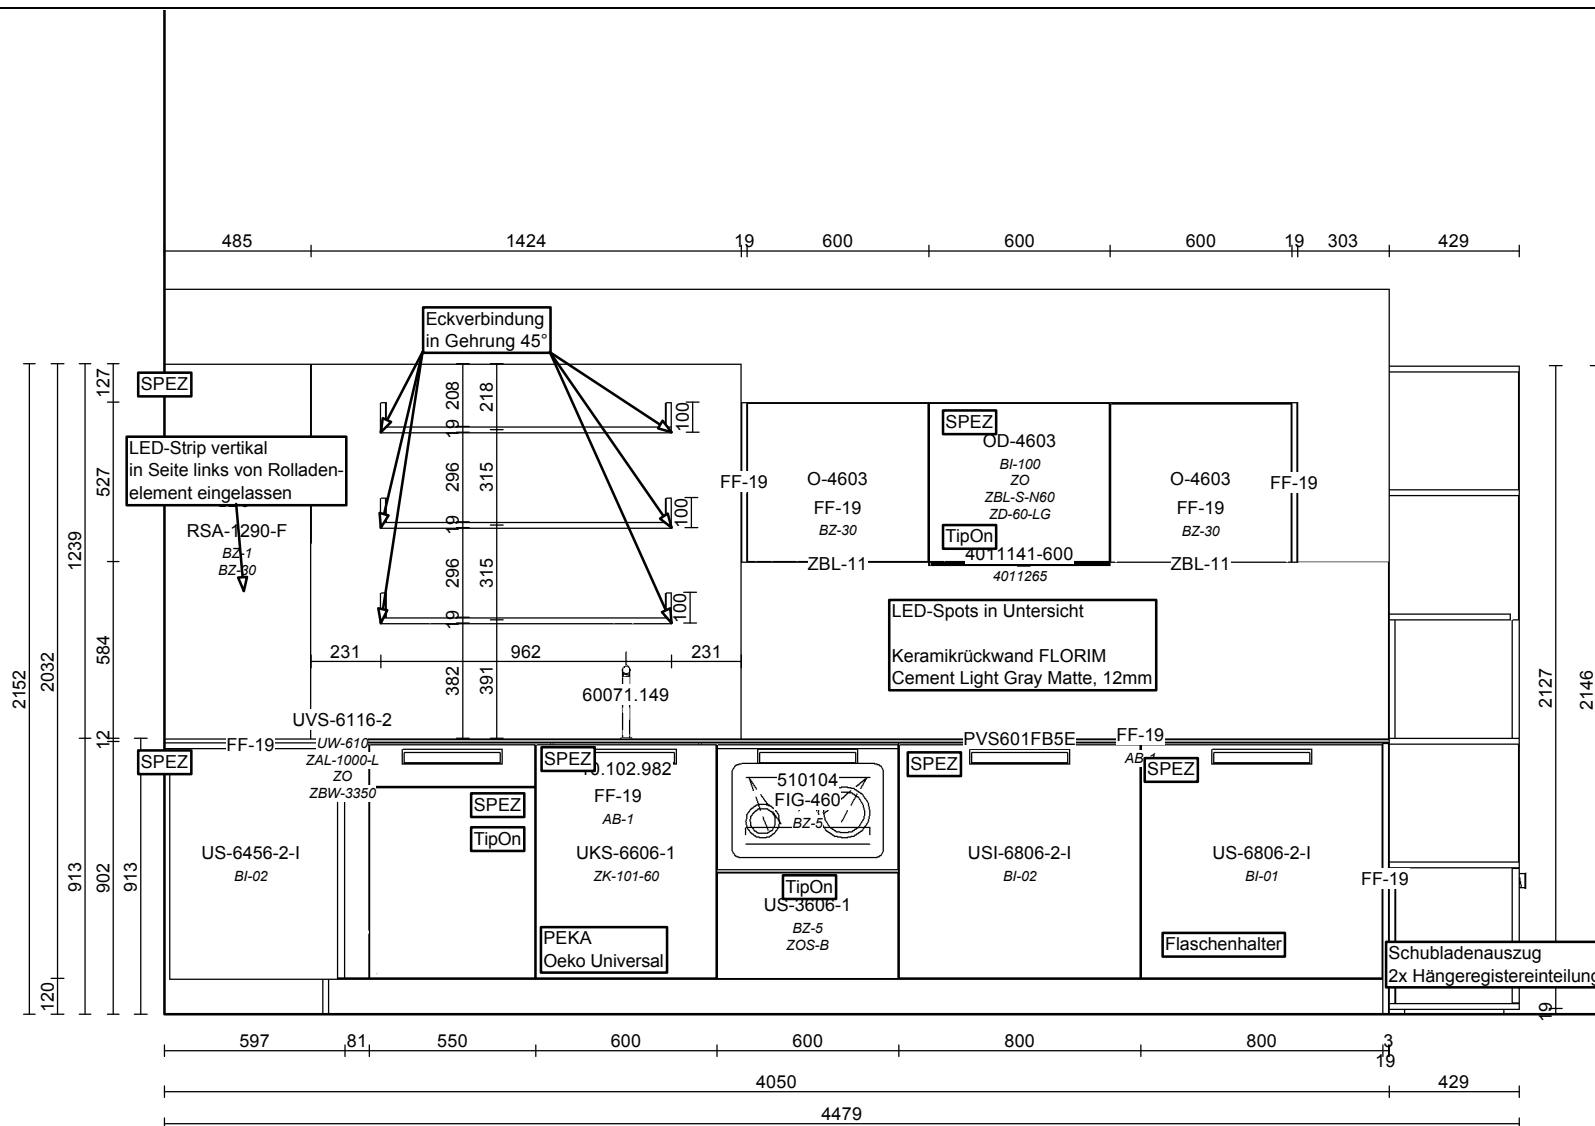 485
1424
19
600
600
600
19
303
429
Eckverbindung
in Gehrung 45°
SPEZ
127
208
218
19
100
SPEZ
OD-4603
BI-100
ZO
ZBL-S-N60
ZD-60-LG
TipOn
4011141-600
4011265
LED-Strip vertikal
in Seite links von Rolladen-
element eingelassen
RSA-1290-F
BZ-1
BZ-30
527
296
315
19
100
FF-19
O-4603
FF-19
BZ-30
ZBL-11
O-4603
FF-19
BZ-30
ZBL-11
FF-19
1239
296
315
19
100
LED-Spots in Untersicht
Keramikrückwand FLORIM
Cement Light Gray Matte, 12mm
584
231
962
231
382
391
60071.149
2152
2032
2127
2146
UVS-6116-2
UW-610
ZAL-1000-L
ZO
ZBW-3350
12
FF-19
SPEZ
SPEZ
10.102.982
FF-19
AB-1
UKS-6606-1
ZK-101-60
SPEZ
TipOn
510104
FIG-460
BZ-5
PVS601FB5E
FF-19
AB-1
SPEZ
SPEZ
US-6456-2-I
BI-02
USI-6806-2-I
BI-02
US-6806-2-I
BI-01
FF-19
913
902
913
TipOn
US-3606-1
BZ-5
ZOS-B
PEKA
Oeko Universal
Flaschenhalter
Schubladenauszug
2x Hängeregistereinteilung
120
19
597
81
550
600
600
800
800
3
19
4050
429
4479